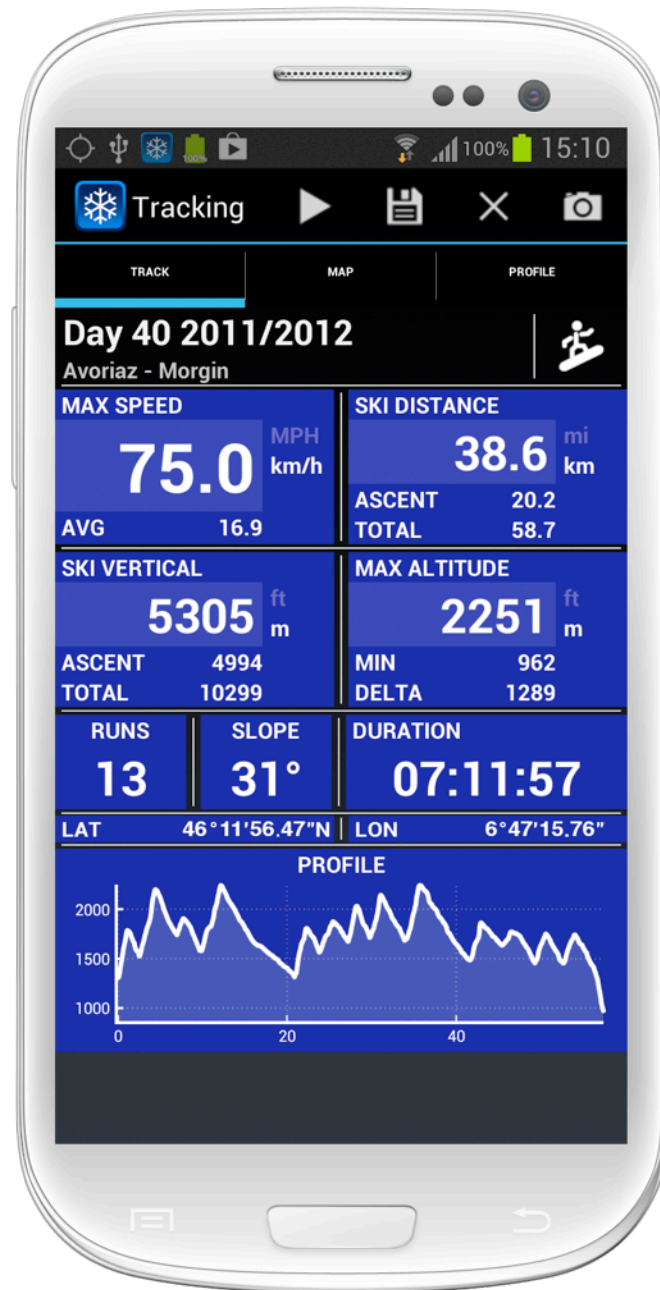 100% 100% 15:10
Tracking
TRACK MAP PROFILE
Day 40 2011/2012
Avoriaz - Morgin
MAX SPEED
75.0 MPH km/h
AVG 16.9
SKI DISTANCE
38.6 mi km
ASCENT 20.2
TOTAL 58.7
SKI VERTICAL
5305 ft m
ASCENT 4994
TOTAL 10299
MAX ALTITUDE
2251 ft m
MIN 962
DELTA 1289
RUNS
13
SLOPE
31°
DURATION
07:11:57
LAT 46°11'56.47"N LON 6°47'15.76"
PROFILE
2000
1500
1000
0 20 40